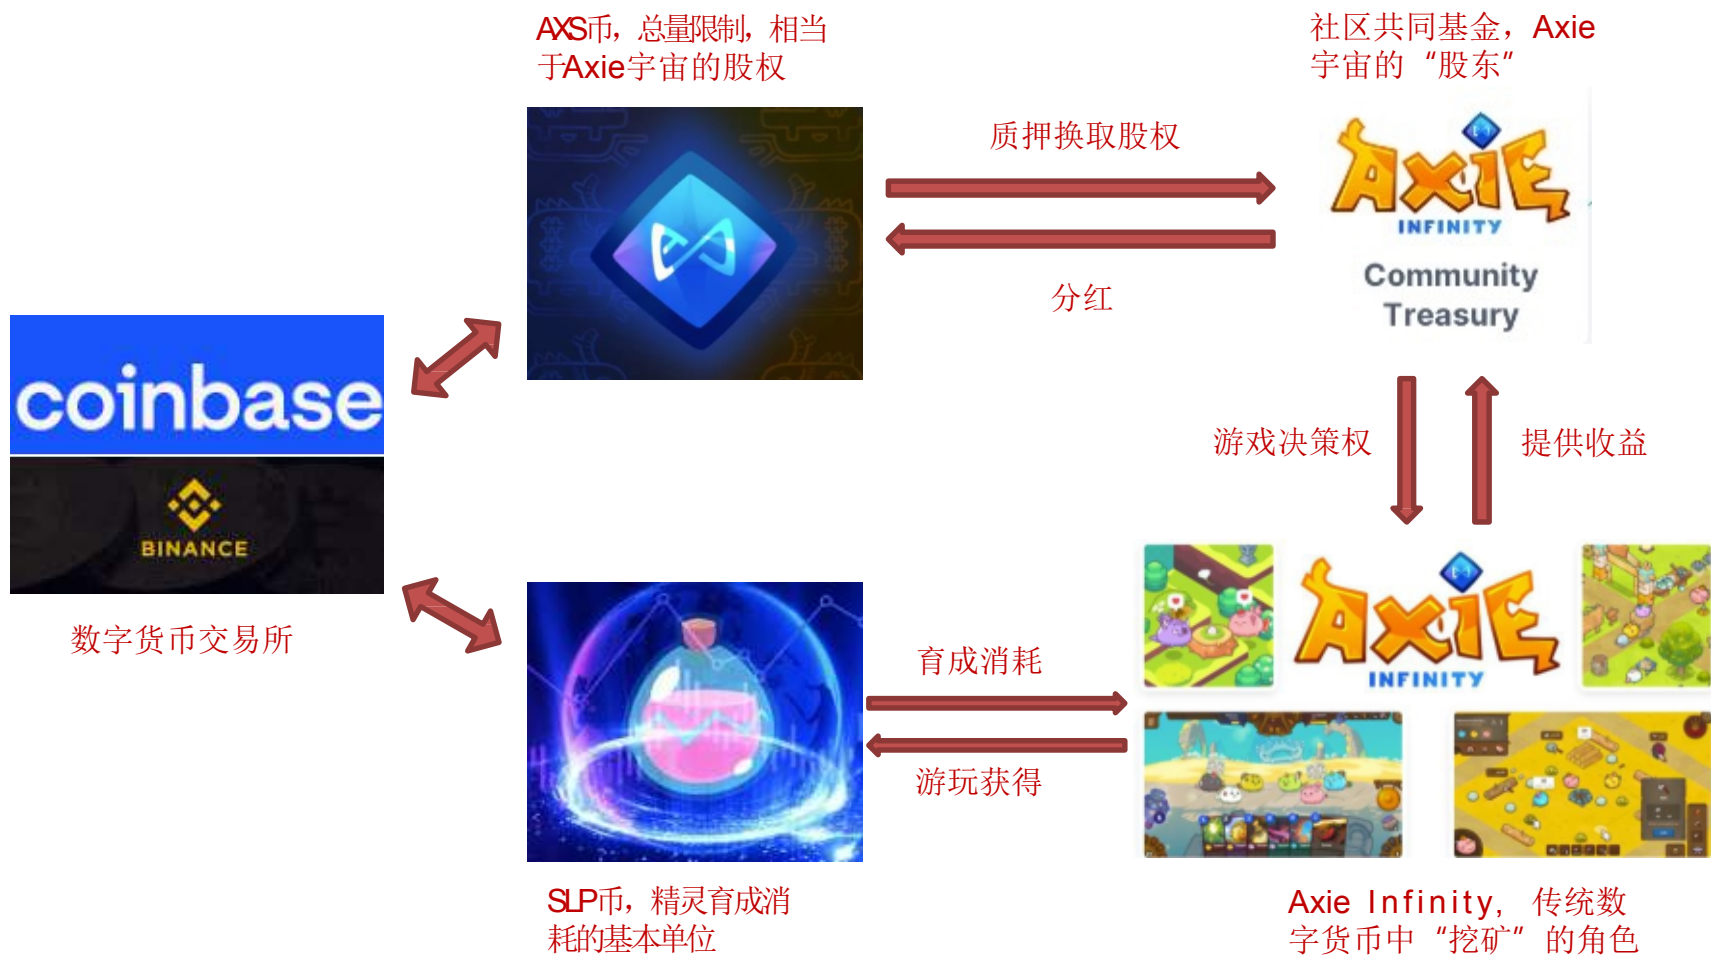 AXS币，总量限制，相当
于Axie宇宙的股权
社区共同基金，Axie
宇宙的“股东”
质押换取股权
AXIE
INFINITY
Community
Treasury
分红
coinbase
BINANCE
数字货币交易所
游戏决策权
提供收益
育成消耗
游玩获得
AXIE
INFINITY
SLP币，精灵育成消
耗的基本单位
Axie Infinity, 传统数
字货币中“挖矿”的角色